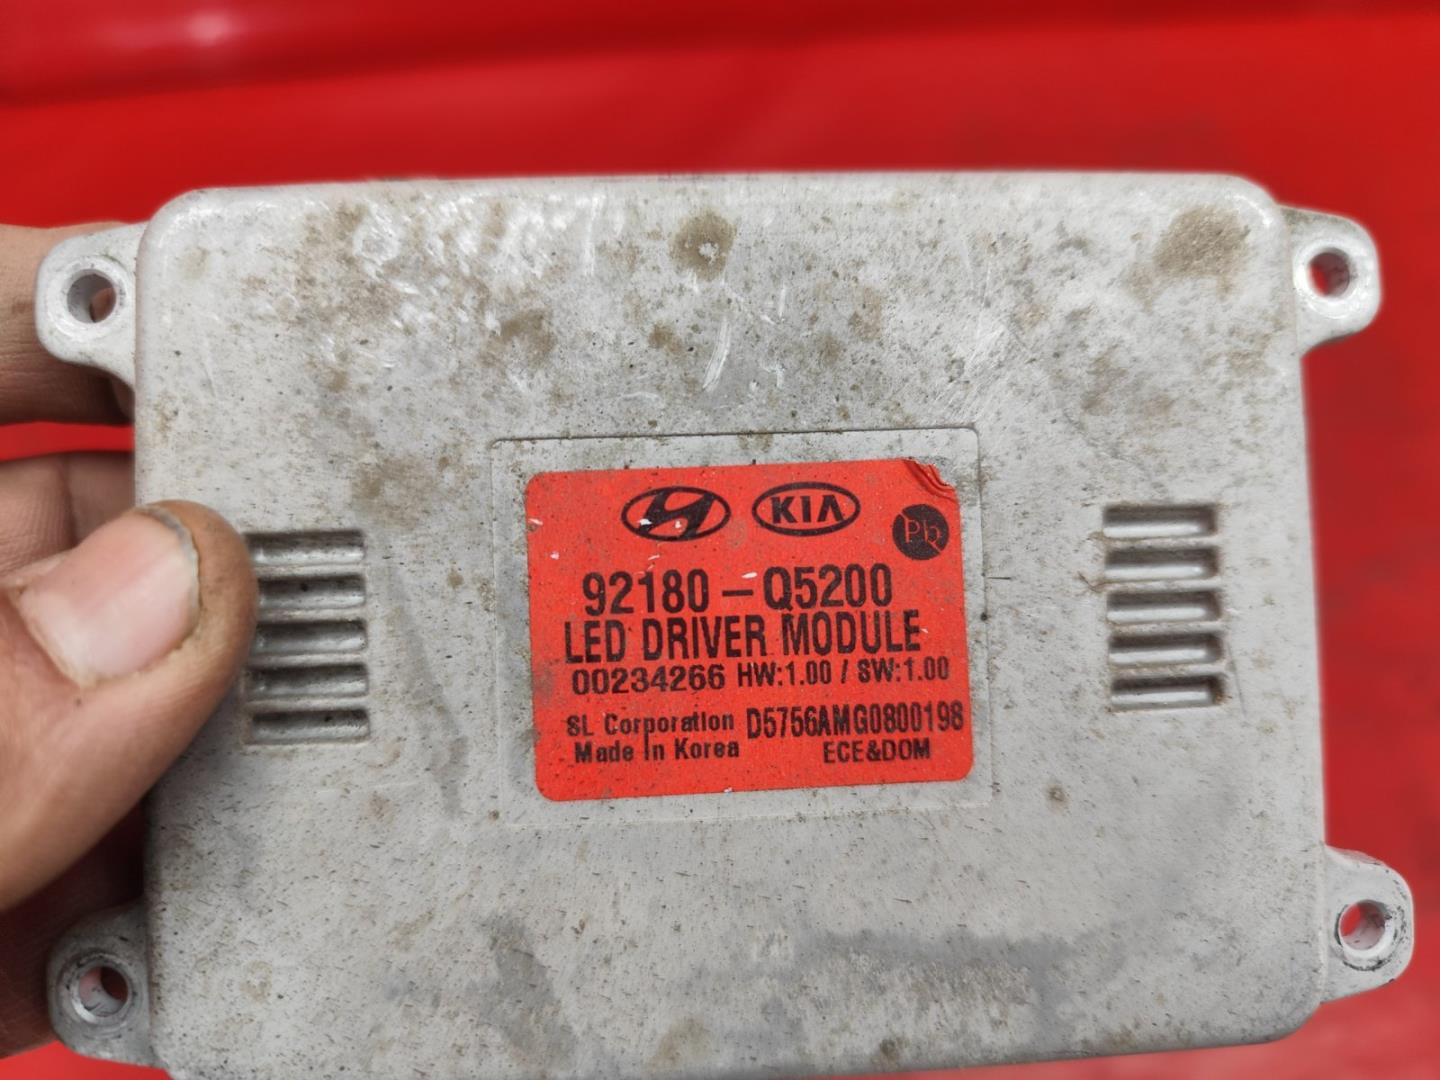 KIA
Pb
92180-Q5200
LED DRIVER MODULE
00234266 HW:1.00 / SW:1.00
SL Corporation D5756AMG0800198
Made In Korea ECE&DOM